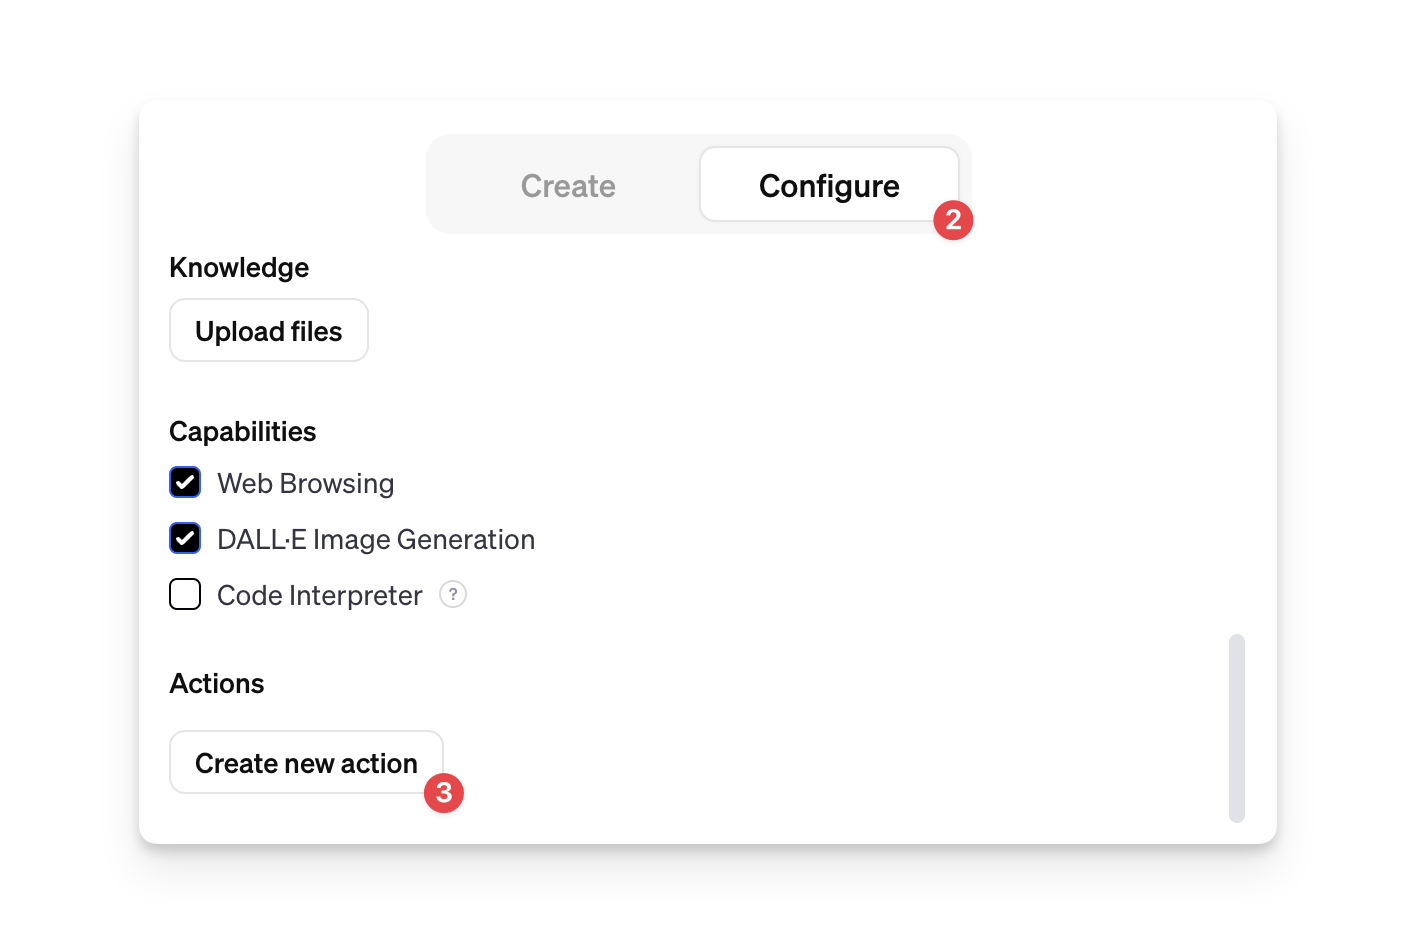 Create
Configure
2
Knowledge
Upload files
Capabilities
Web Browsing
DALL·E Image Generation
Code Interpreter ?
Actions
Create new action
3